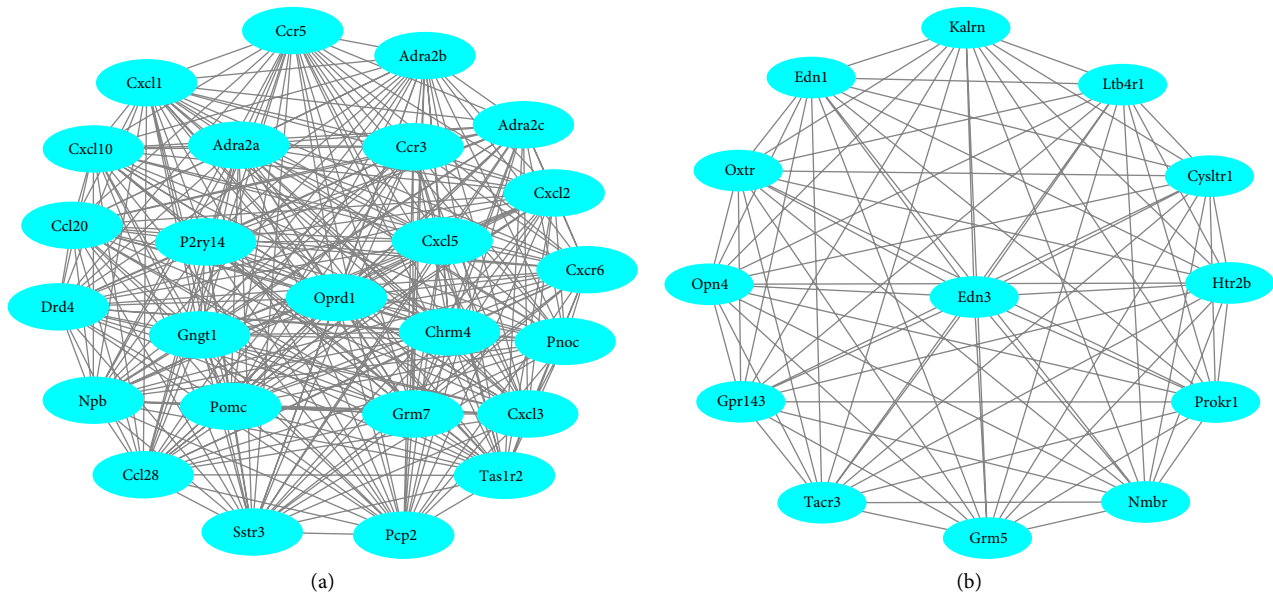 Ccr5
Adra2b
Cxcl1
Adra2c
Cxcl10
Adra2a
Ccr3
Cxcl2
Ccl20
P2ry14
Cxcl5
Cxcr6
Oprd1
Drd4
Gngt1
Chrm4
Pnoc
Npb
Pomc
Grm7
Cxcl3
Ccl28
Tas1r2
Sstr3
Pcp2
(a)
Kalrn
Edn1
Ltb4r1
Oxtr
Cysltr1
Opn4
Edn3
Htr2b
Gpr143
Prokr1
Tacr3
Nmbr
Grm5
(b)